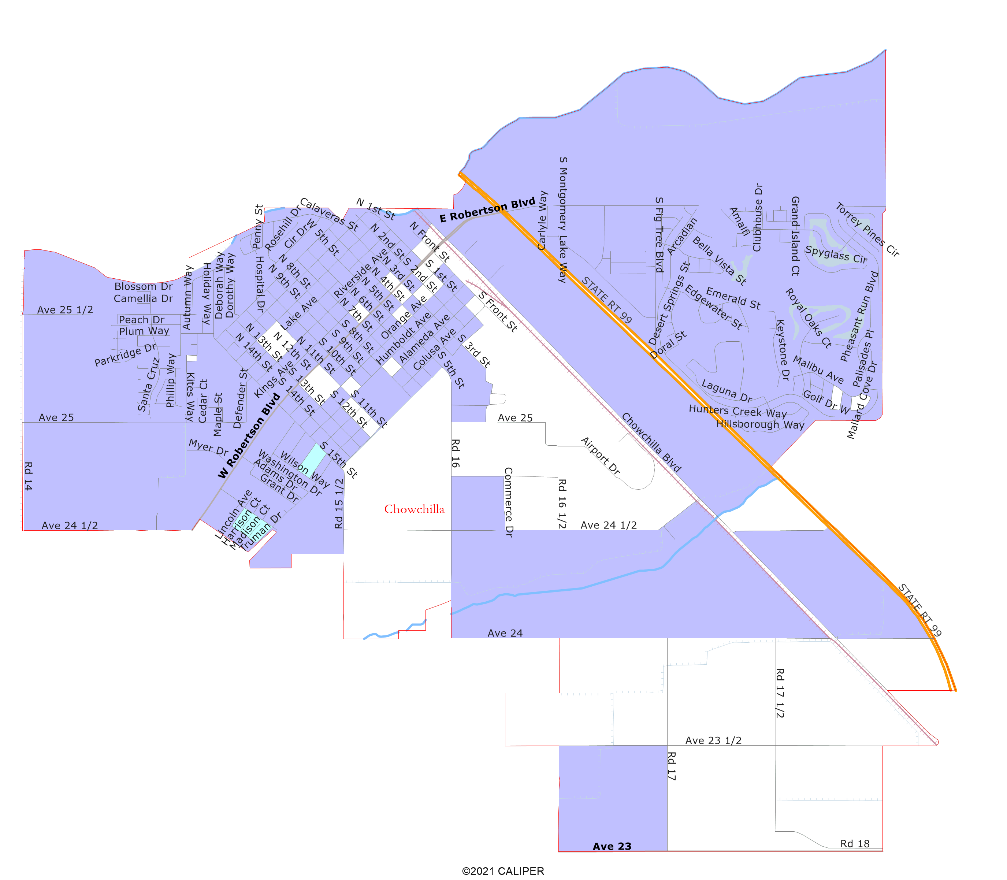 N 1st St
Calaveras St
E Robertson Blvd
S Montgomery Lake Way
Carlyle Way
Penny St
Rosehill Dr
Cir Dr
W 5th St
N 2nd St
N Front St
S Fig Tree Blvd
Arcadian
Amalfi
Clubhouse Dr
Grand Island Ct
Torrey Pines Cir
Spyglass Cir
Bella Vista St
N 8th St
N 9th St
Hospital Dr
Riverside Ave
N 3rd St
S 2nd St
S 1st St
N 4th St
N 5th St
N 6th St
N 7th St
Autumn Way
Holiday Way
Deborah Way
Dorothy Way
Blossom Dr
Camellia Dr
Ave 25 1/2
Peach Dr
Plum Way
Parkridge Dr
Santa Cruz
Phillip Way
Kites Way
Cedar Ct
Maple St
Defender St
Lake Ave
Orange Ave
Humboldt Ave
Alameda Ave
Colusa Ave
S Front St
S 3rd St
S 5th St
S 8th St
S 9th St
S 10th St
N 11th St
N 12th St
N 13th St
N 14th St
Kings Ave
S 11th St
S 12th St
S 13th St
S 14th St
S 15th St
STATE RT 99
Desert Springs St
Doral St
Edgewater St
Emerald St
Royal Oaks Ct
Keystone Dr
Malibu Ave
Pheasant Run Blvd
Palisades Pl
Mallard Cove Dr
Golf Dr W
Laguna Dr
Hunters Creek Way
Hillsborough Way
Ave 25
Ave 25
Chowchilla Blvd
Airport Dr
W Robertson Blvd
Myer Dr
Wilson Way
Washington Dr
Adams Dr
Grant Dr
Lincoln Ave
Harrison Ct
Madison Ct
Truman Dr
Rd 14
Rd 15 1/2
Rd 16
Commerce Dr
Rd 16 1/2
Chowchilla
Ave 24 1/2
Ave 24 1/2
STATE RT 99
Ave 24
Rd 17 1/2
Ave 23 1/2
Rd 17
Rd 18
Ave 23
©2021 CALIPER